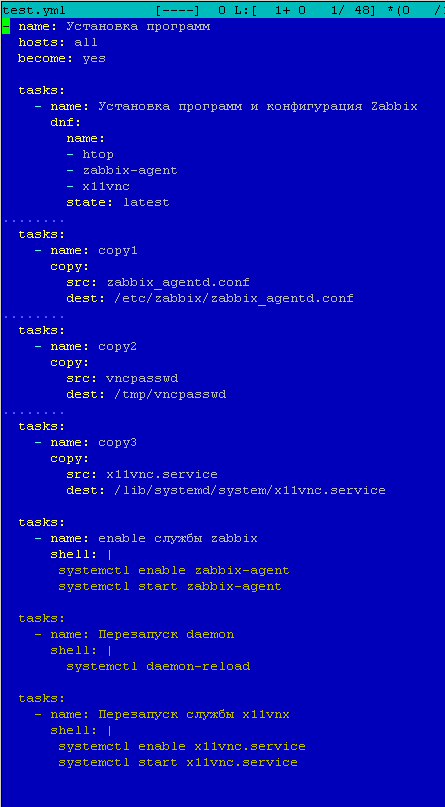 test.yml [----] 0 L:[ 1+ 0 1/ 48] *(0 /
- name: Установка программ
hosts: all
become: yes
tasks:
- name: Установка программ и конфигурация Zabbix
dnf:
name:
- htop
- zabbix-agent
- x11vnc
state: latest
........
tasks:
- name: copy1
copy:
src: zabbix_agentd.conf
dest: /etc/zabbix/zabbix_agentd.conf
........
tasks:
- name: copy2
copy:
src: vncpasswd
dest: /tmp/vncpasswd
........
tasks:
- name: copy3
copy:
src: x11vnc.service
dest: /lib/systemd/system/x11vnc.service
tasks:
- name: enable службы zabbix
shell: |
systemctl enable zabbix-agent
systemctl start zabbix-agent
tasks:
- name: Перезапуск daemon
shell: |
systemctl daemon-reload
tasks:
- name: Перезапуск службы x11vnx
shell: |
systemctl enable x11vnc.service
systemctl start x11vnc.service